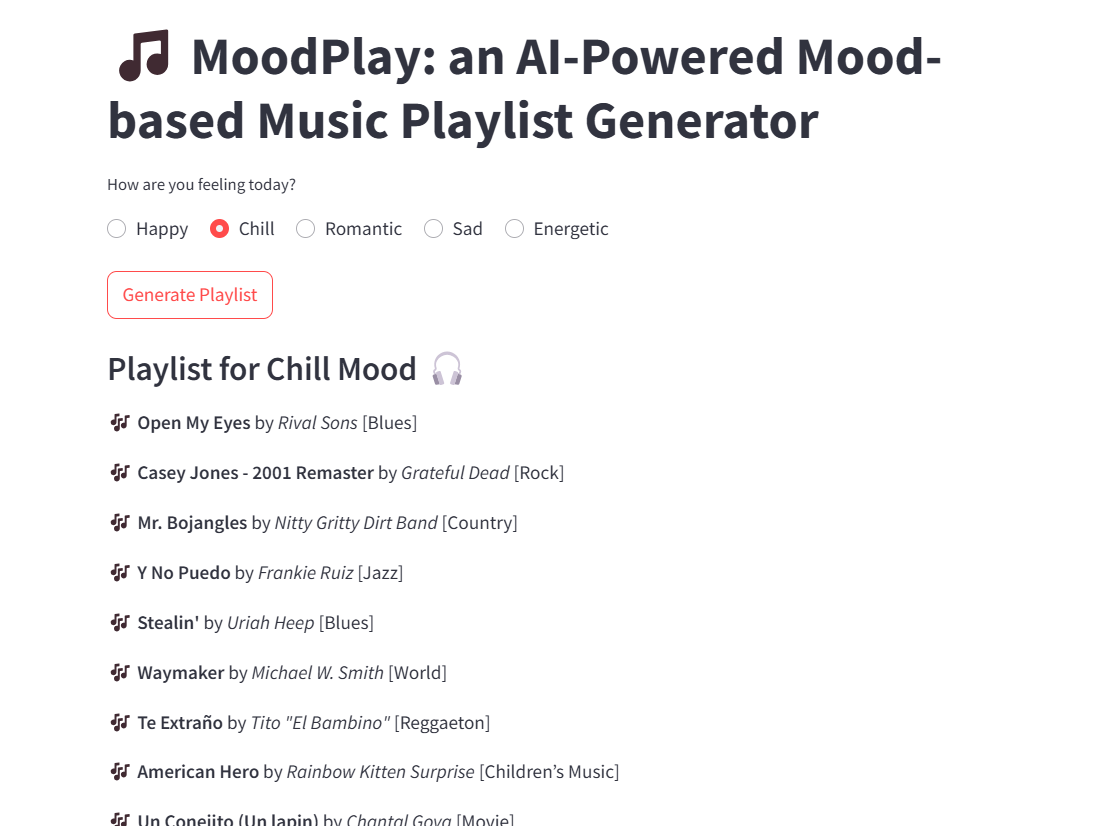 MoodPlay: an AI-Powered Mood-
based Music Playlist Generator
How are you feeling today?
Happy Chill Romantic Sad Energetic
Generate Playlist
Playlist for Chill Mood
Open My Eyes by Rival Sons [Blues]
Casey Jones - 2001 Remaster by Grateful Dead [Rock]
Mr. Bojangles by Nitty Gritty Dirt Band [Country]
Y No Puedo by Frankie Ruiz [Jazz]
Stealin' by Uriah Heep [Blues]
Waymaker by Michael W. Smith [World]
Te Extraño by Tito "El Bambino" [Reggaeton]
American Hero by Rainbow Kitten Surprise [Children’s Music]
Un Conejito (Un lapin) by Chantal Goya [Movie]